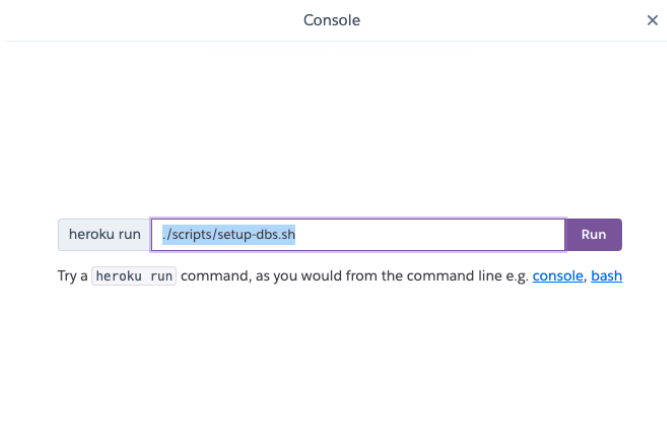 Console
heroku run ./scripts/setup-dbs.sh Run
Try a heroku run command, as you would from the command line e.g. console, bash